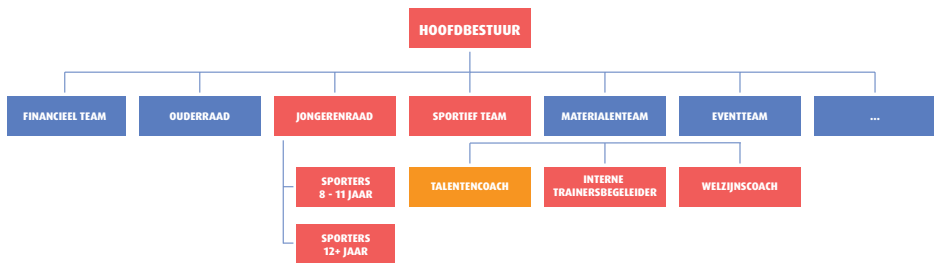 HOOFDBESTUUR
FINANCIEEL TEAM
OUDERRAAD
JONGERENRAAD
SPORTIEF TEAM
MATERIALENTEAM
EVENTTEAM
...
SPORTERS
8 - 11 JAAR
TALENTENCOACH
INTERNE
TRAINERSBEGELEIDER
WELZIJNSCOACH
SPORTERS
12+ JAAR